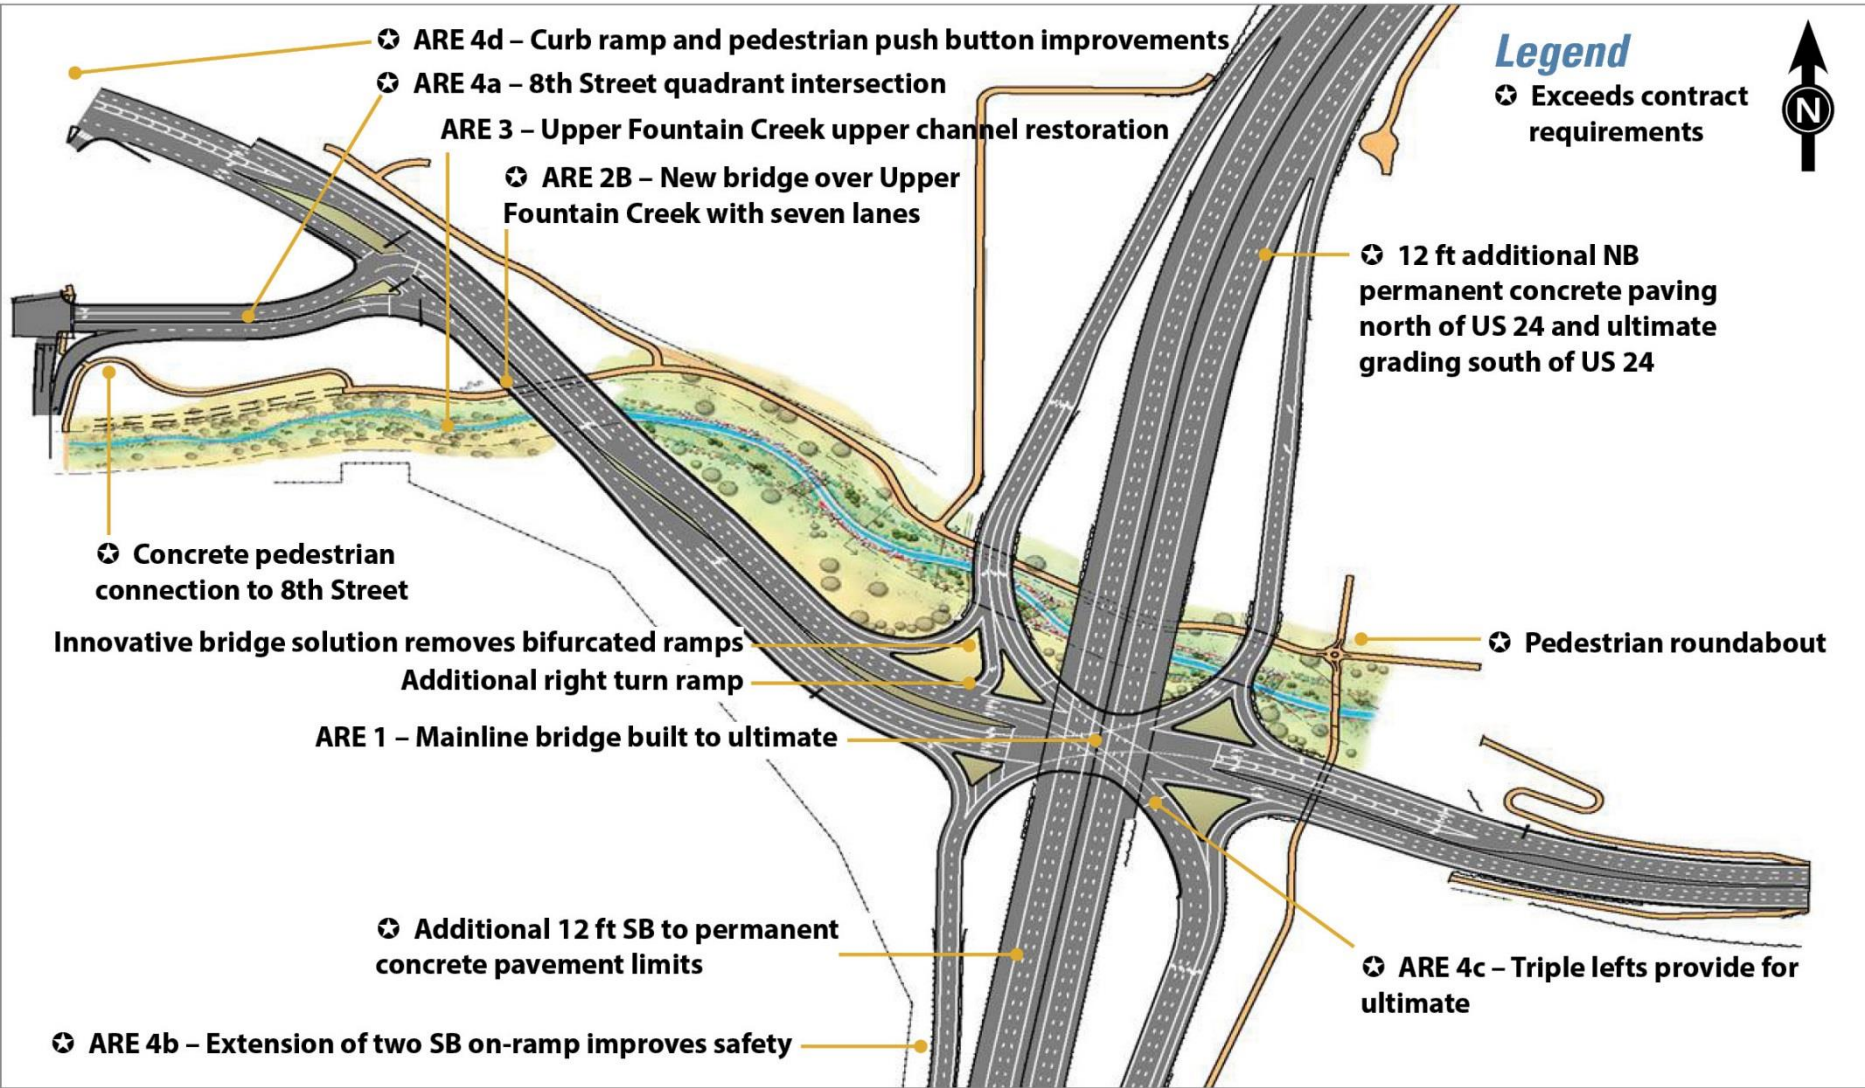 ✪ ARE 4d – Curb ramp and pedestrian push button improvements
✪ ARE 4a – 8th Street quadrant intersection
ARE 3 – Upper Fountain Creek upper channel restoration
✪ ARE 2B – New bridge over Upper
Fountain Creek with seven lanes
Legend
✪ Exceeds contract
requirements
N
✪ 12 ft additional NB
permanent concrete paving
north of US 24 and ultimate
grading south of US 24
✪ Concrete pedestrian
connection to 8th Street
Innovative bridge solution removes bifurcated ramps
Additional right turn ramp
ARE 1 – Mainline bridge built to ultimate
✪ Pedestrian roundabout
✪ Additional 12 ft SB to permanent
concrete pavement limits
✪ ARE 4c – Triple lefts provide for
ultimate
✪ ARE 4b – Extension of two SB on-ramp improves safety